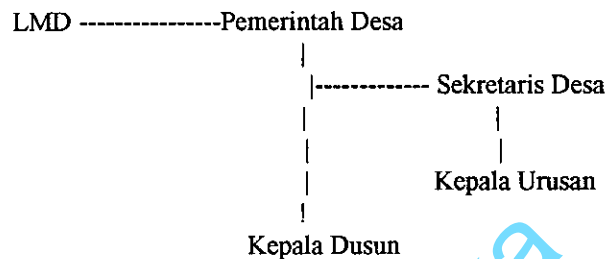 LMD ----------------Pemerintah Desa
|------------- Sekretaris Desa
Kepala Urusan
Kepala Dusun